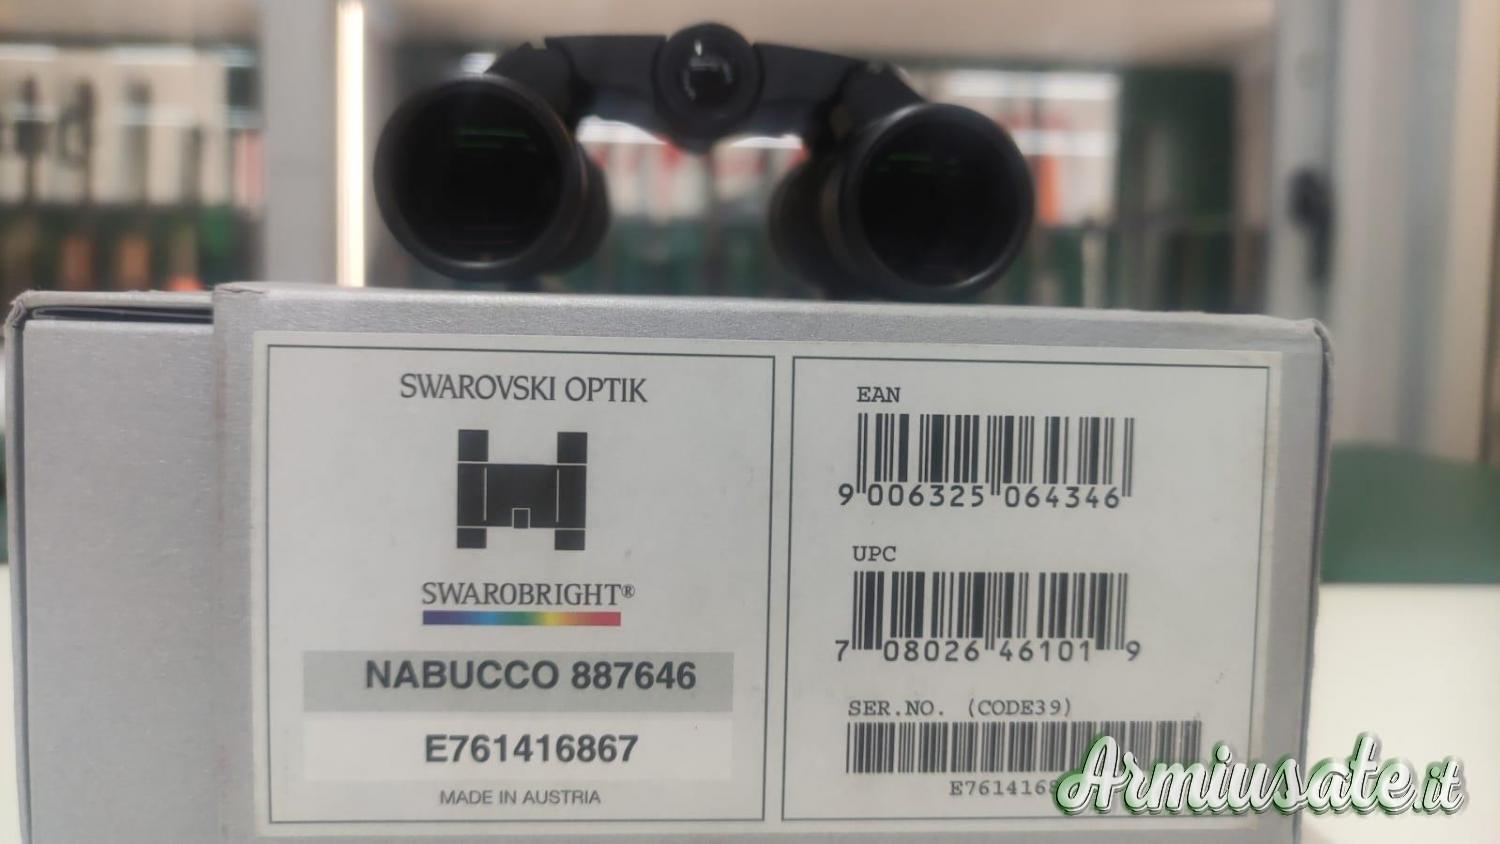 SWAROVSKI OPTIK
SWAROBRIGHT®
NABUCCO 887646
E761416867
MADE IN AUSTRIA
EAN
9 006325 064346
UPC
7 08026 46101 9
SER.NO. (CODE39)
E761416
Armiusate.it